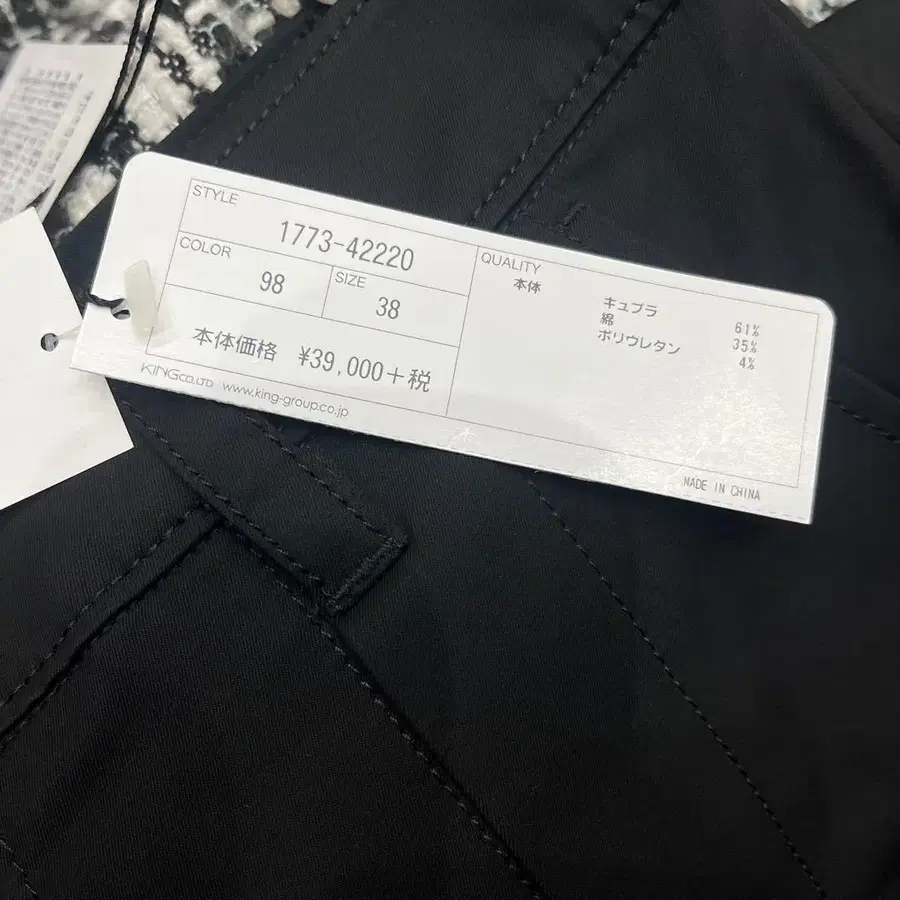 STYLE
1773-42220
COLOR
98
SIZE
38
本体価格 ¥39,000+税
KING CO.,LTD www.king-group.co.jp
QUALITY
本体
キュプラ 61%
綿 35%
ポリウレタン 4%
MADE IN CHINA